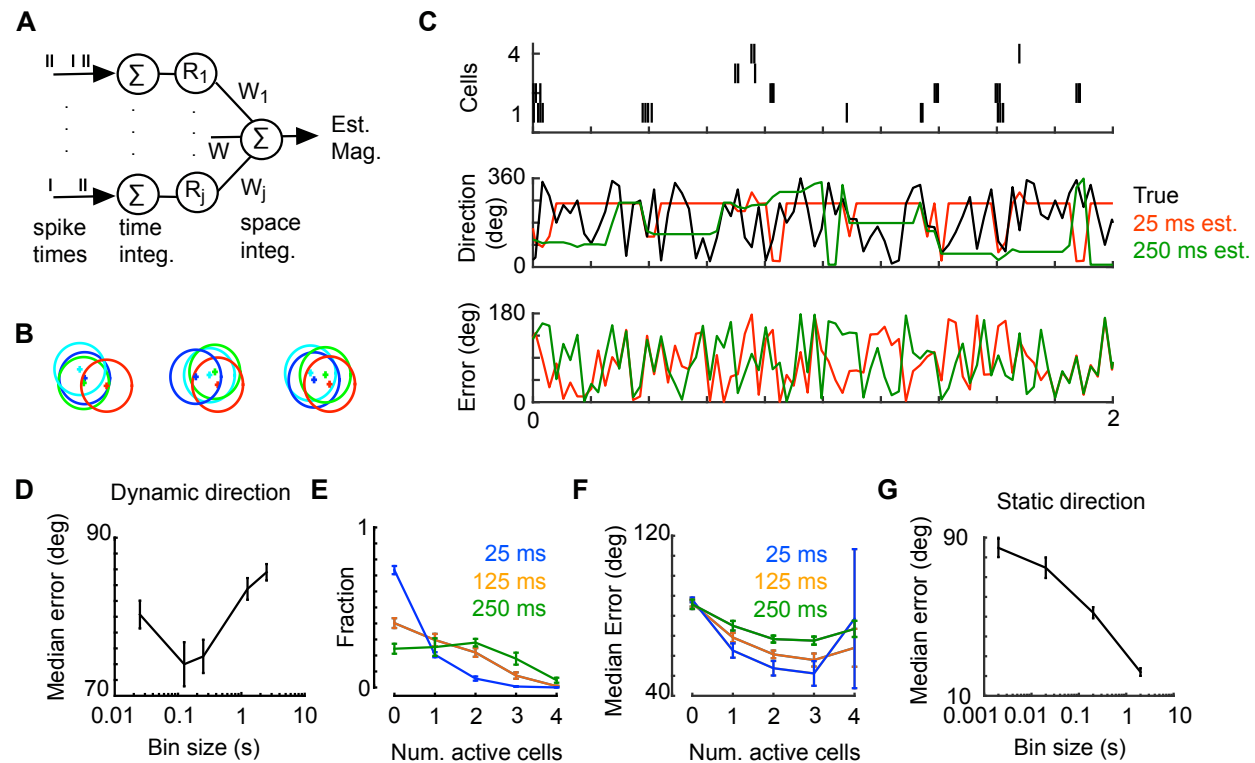 A
R1
W1
W
Wj
Rj
Σ
Σ
Σ
Est.
Mag.
spike
times
time
integ.
space
integ.
B
C
Cells
4
1
Direction
(deg)
360
0
True
25 ms est.
250 ms est.
Error (deg)
180
0
0
2
D
Dynamic direction
Median error (deg)
90
70
0.01
0.1
1
10
Bin size (s)
E
Fraction
1
0
25 ms
125 ms
250 ms
0 1 2 3 4
Num. active cells
F
Median Error (deg)
120
40
25 ms
125 ms
250 ms
0 1 2 3 4
Num. active cells
G
Static direction
Median error (deg)
90
10
0.001
0.01
0.1
1
10
Bin size (s)